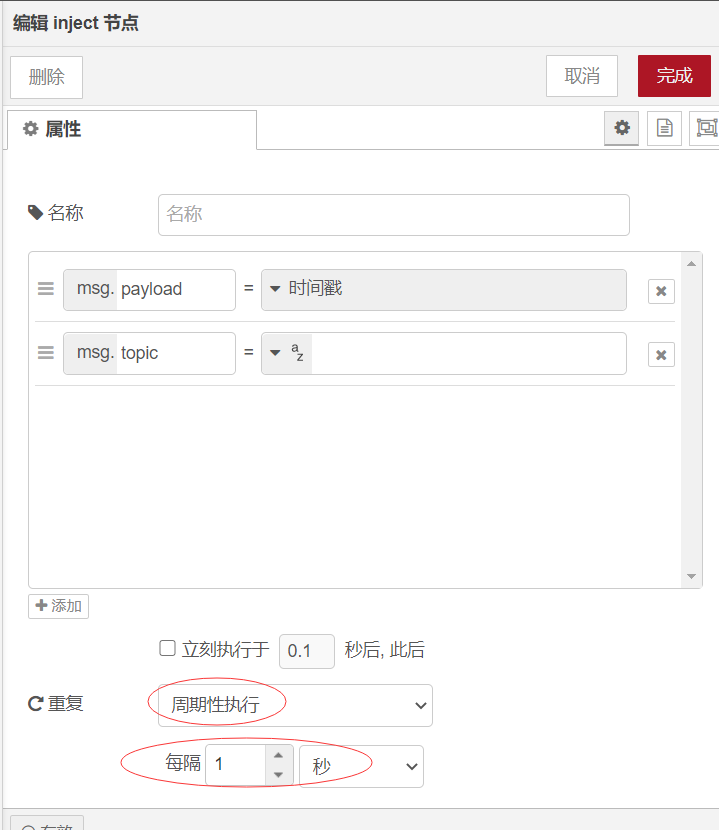 编辑 inject 节点
删除 取消 完成
属性
名称 名称
msg. payload = 时间戳
msg. topic = a z
添加
立刻执行于 0.1 秒后, 此后
重复 周期性执行
每隔 1 秒
有效